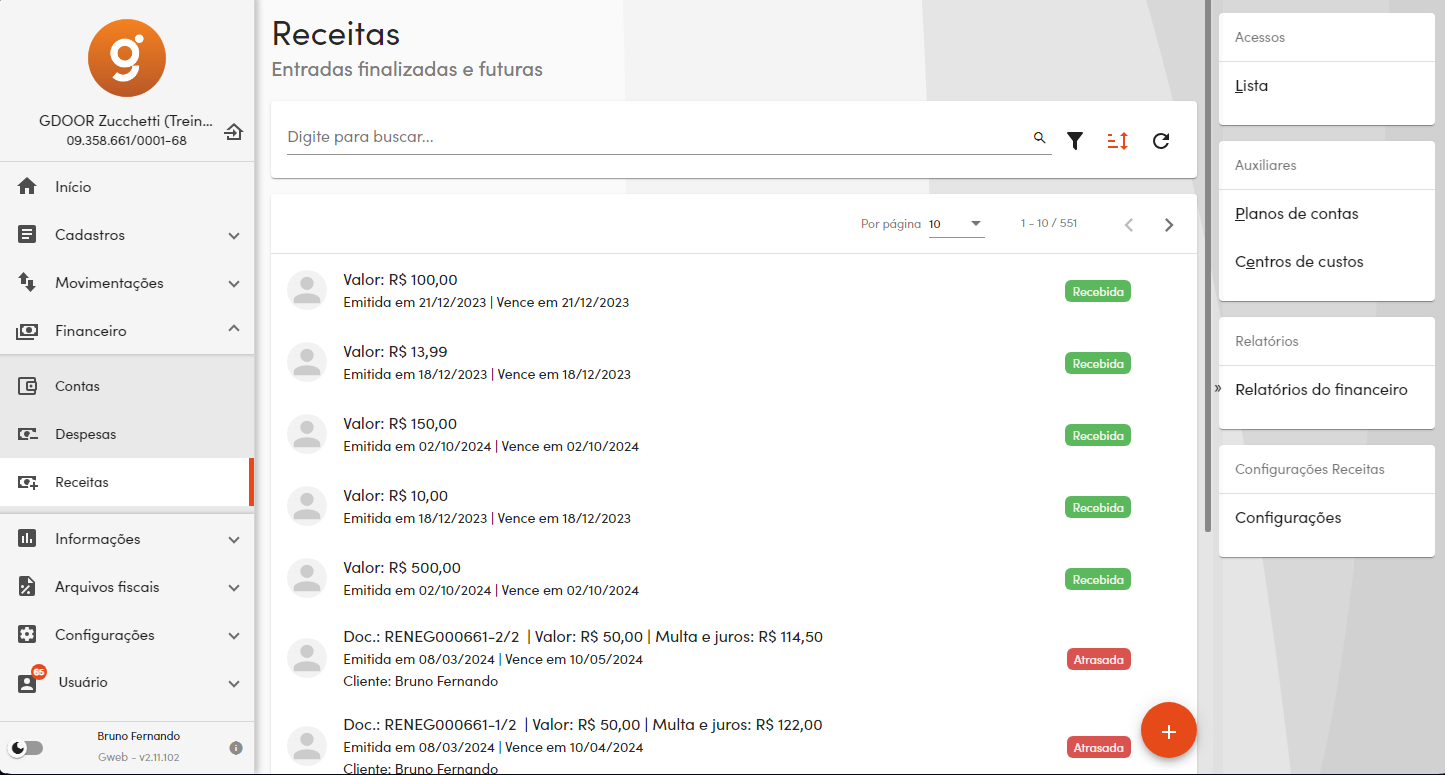 g
GDOOR Zucchetti (Trein...
09.358.661/0001-68
Início
Cadastros
Movimentações
Financeiro
Contas
Despesas
Receitas
Informações
Arquivos fiscais
Configurações
65
Usuário
Bruno Fernando
Gweb - v2.11.102
Receitas
Entradas finalizadas e futuras
Digite para buscar...
Por página 10 1 - 10 / 551
Valor: R$ 100,00
Emitida em 21/12/2023 | Vence em 21/12/2023
Recebida
Valor: R$ 13,99
Emitida em 18/12/2023 | Vence em 18/12/2023
Recebida
Valor: R$ 150,00
Emitida em 02/10/2024 | Vence em 02/10/2024
Recebida
Valor: R$ 10,00
Emitida em 18/12/2023 | Vence em 18/12/2023
Recebida
Valor: R$ 500,00
Emitida em 02/10/2024 | Vence em 02/10/2024
Recebida
Doc.: RENEG000661-2/2 | Valor: R$ 50,00 | Multa e juros: R$ 114,50
Emitida em 08/03/2024 | Vence em 10/05/2024
Cliente: Bruno Fernando
Atrasada
Doc.: RENEG000661-1/2 | Valor: R$ 50,00 | Multa e juros: R$ 122,00
Emitida em 08/03/2024 | Vence em 10/04/2024
Cliente: Bruno Fernando
Atrasada
+
»
Acessos
Lista
Auxiliares
Planos de contas
Centros de custos
Relatórios
Relatórios do financeiro
Configurações Receitas
Configurações